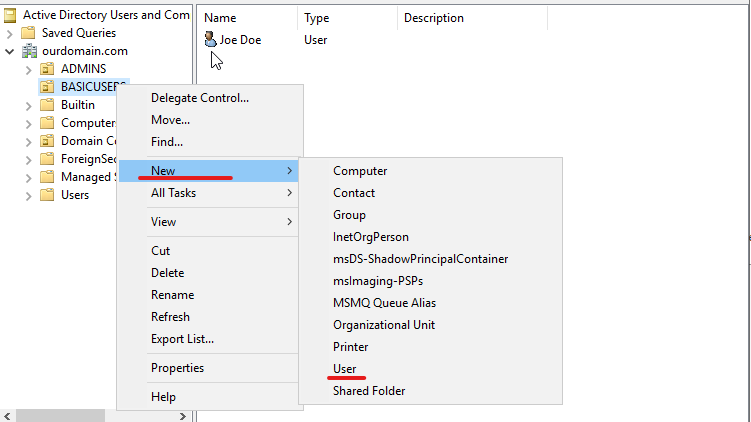 Active Directory Users and Com
Saved Queries
ourdomain.com
ADMINS
BASICUSERS
Builtin
Computer
Domain Co
ForeignSec
Managed S
Users
Name Type Description
Joe Doe User
Delegate Control...
Move...
Find...
New
All Tasks
View
Cut
Delete
Rename
Refresh
Export List...
Properties
Help
Computer
Contact
Group
InetOrgPerson
msDS-ShadowPrincipalContainer
msImaging-PSPs
MSMQ Queue Alias
Organizational Unit
Printer
User
Shared Folder